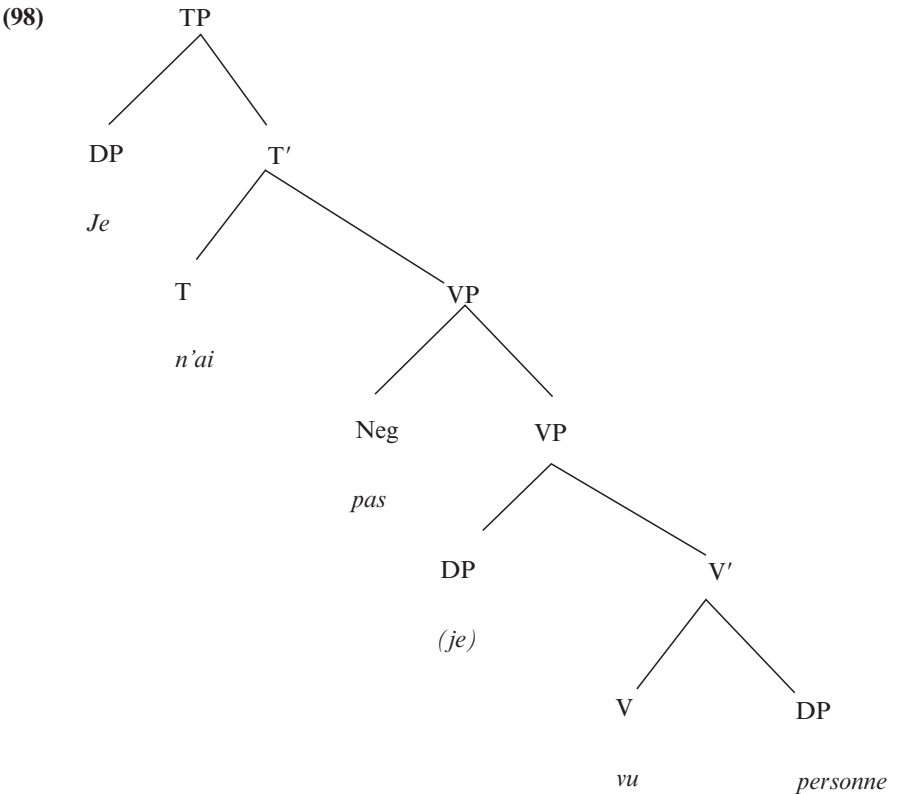 (98) TP
DP T′
Je
T VP
n’ai
Neg VP
pas
DP V′
(je)
V DP
vu personne